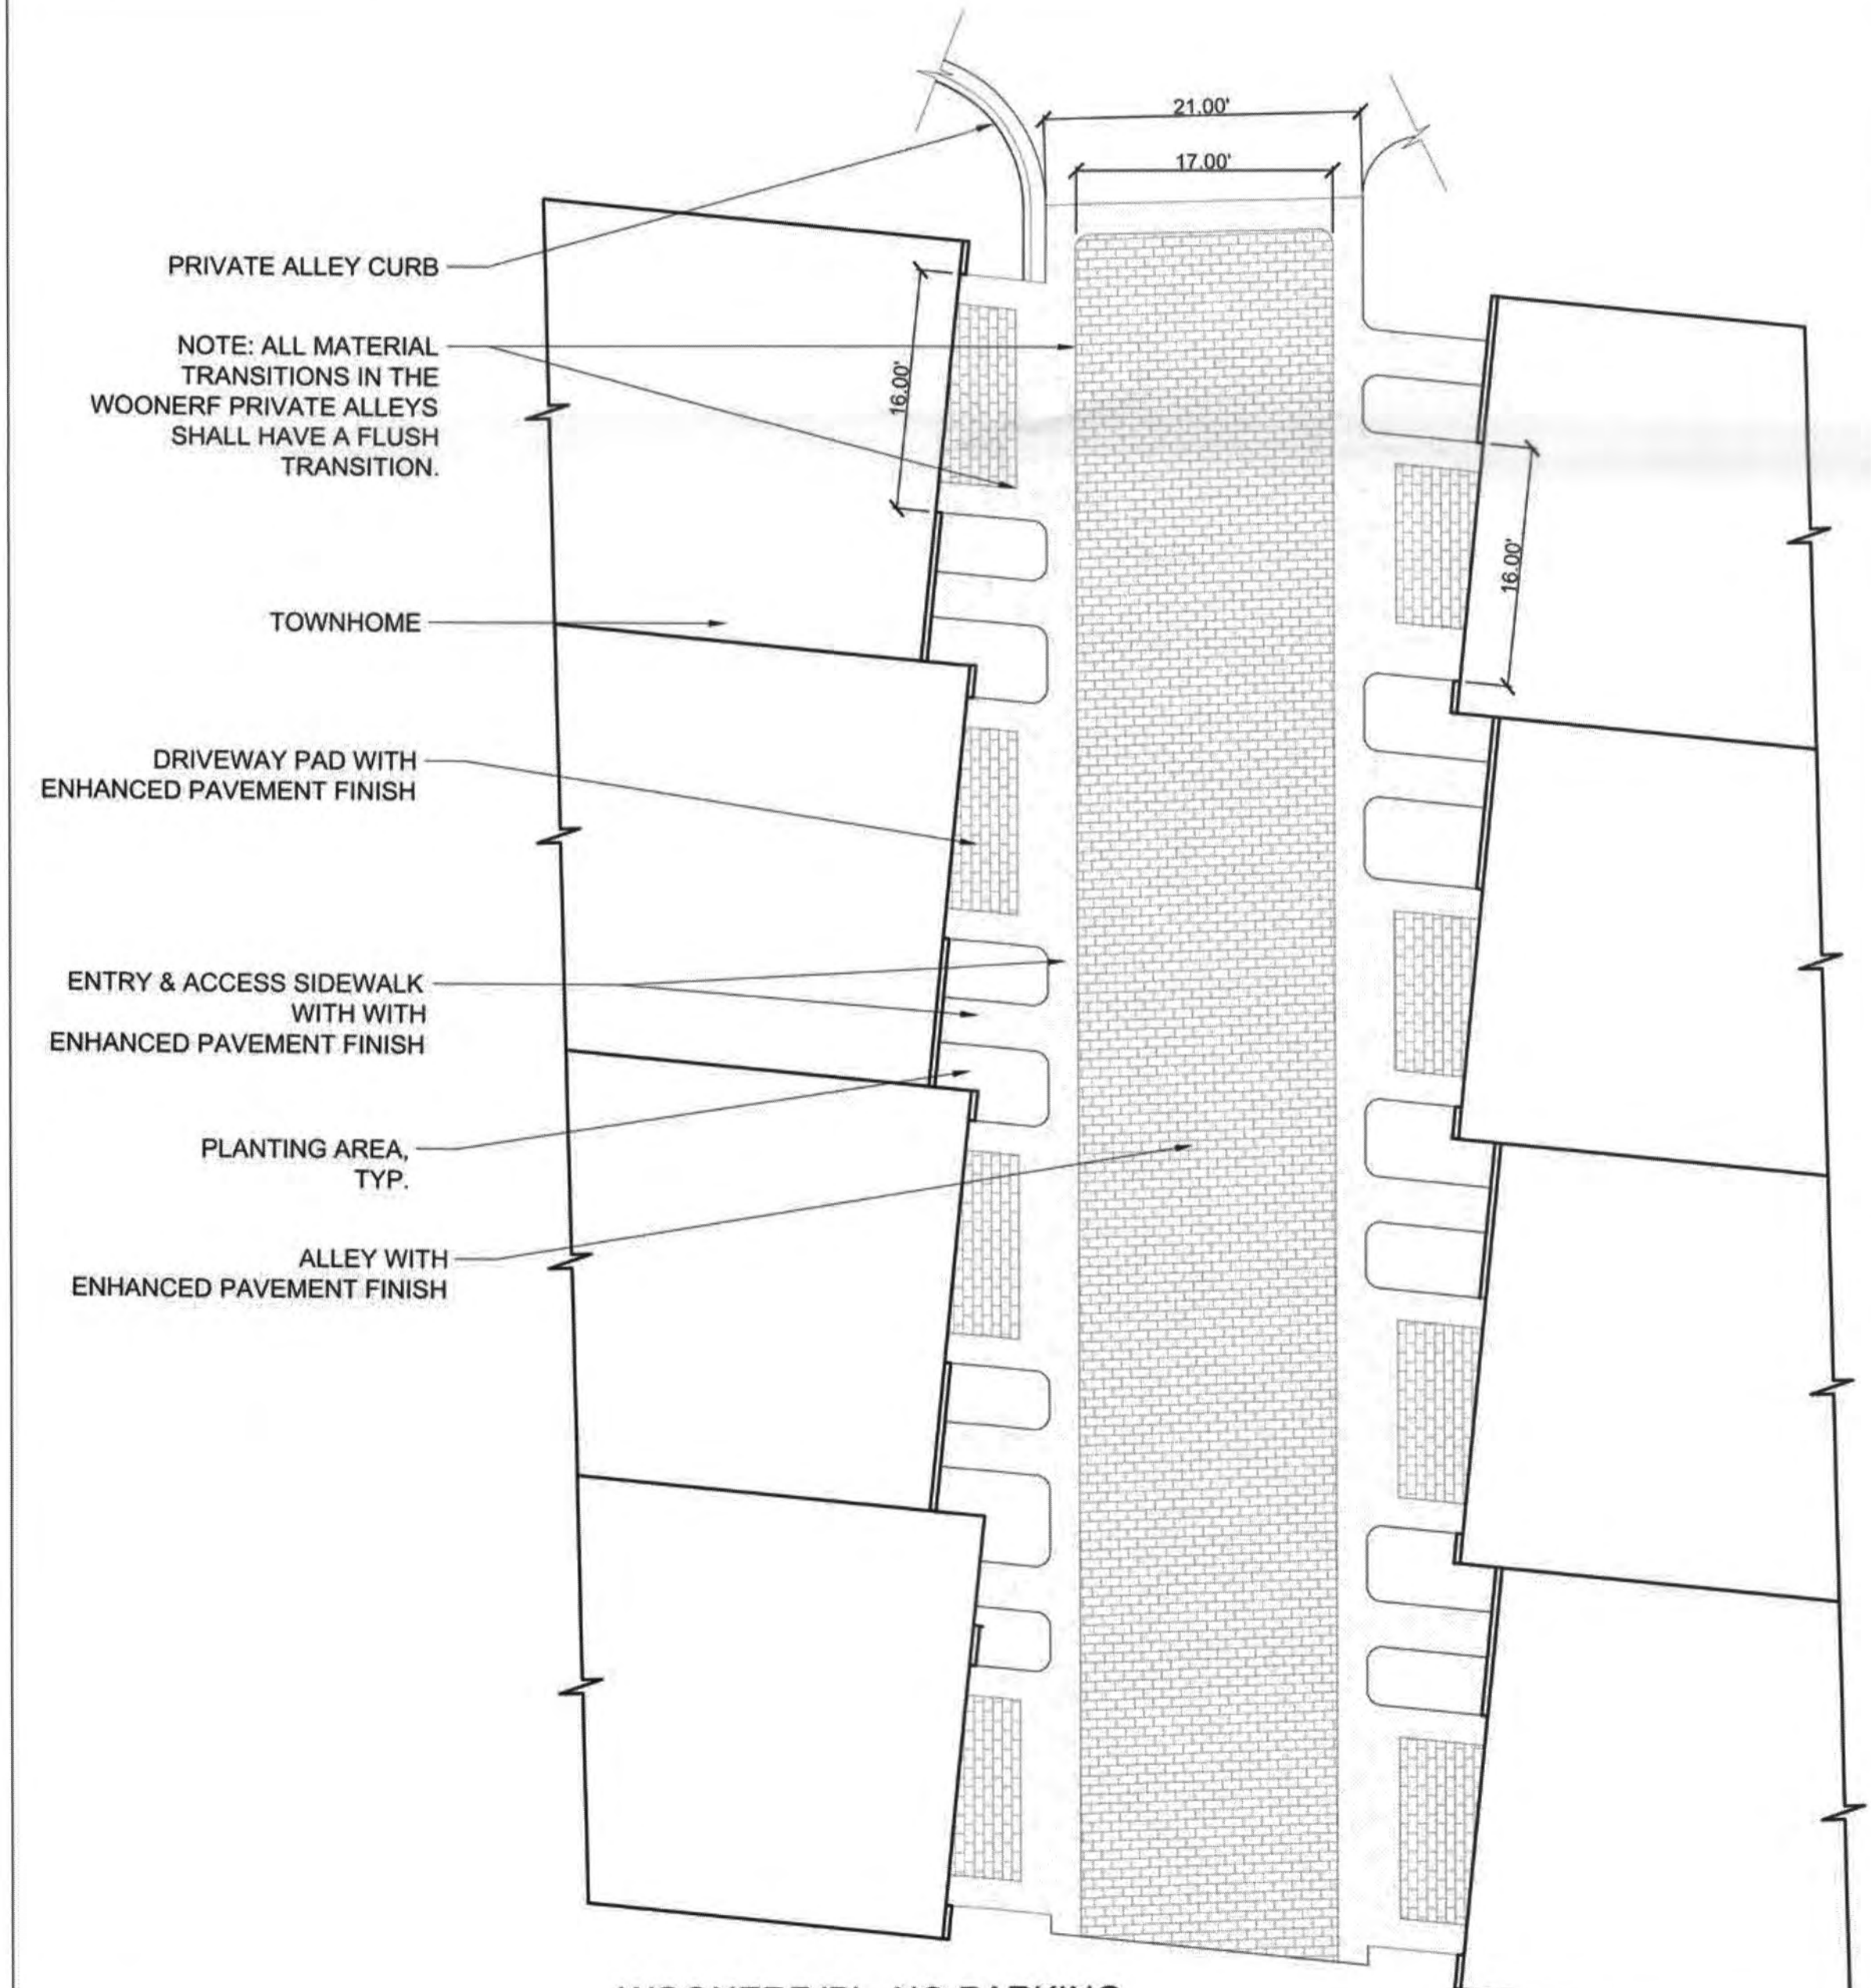 21.00'
17.00'
PRIVATE ALLEY CURB
NOTE: ALL MATERIAL
TRANSITIONS IN THE
WOONERF PRIVATE ALLEYS
SHALL HAVE A FLUSH
TRANSITION.
16.00'
16.00'
TOWNHOME
DRIVEWAY PAD WITH
ENHANCED PAVEMENT FINISH
ENTRY & ACCESS SIDEWALK
WITH WITH
ENHANCED PAVEMENT FINISH
PLANTING AREA,
TYP.
ALLEY WITH
ENHANCED PAVEMENT FINISH
NO PARKING